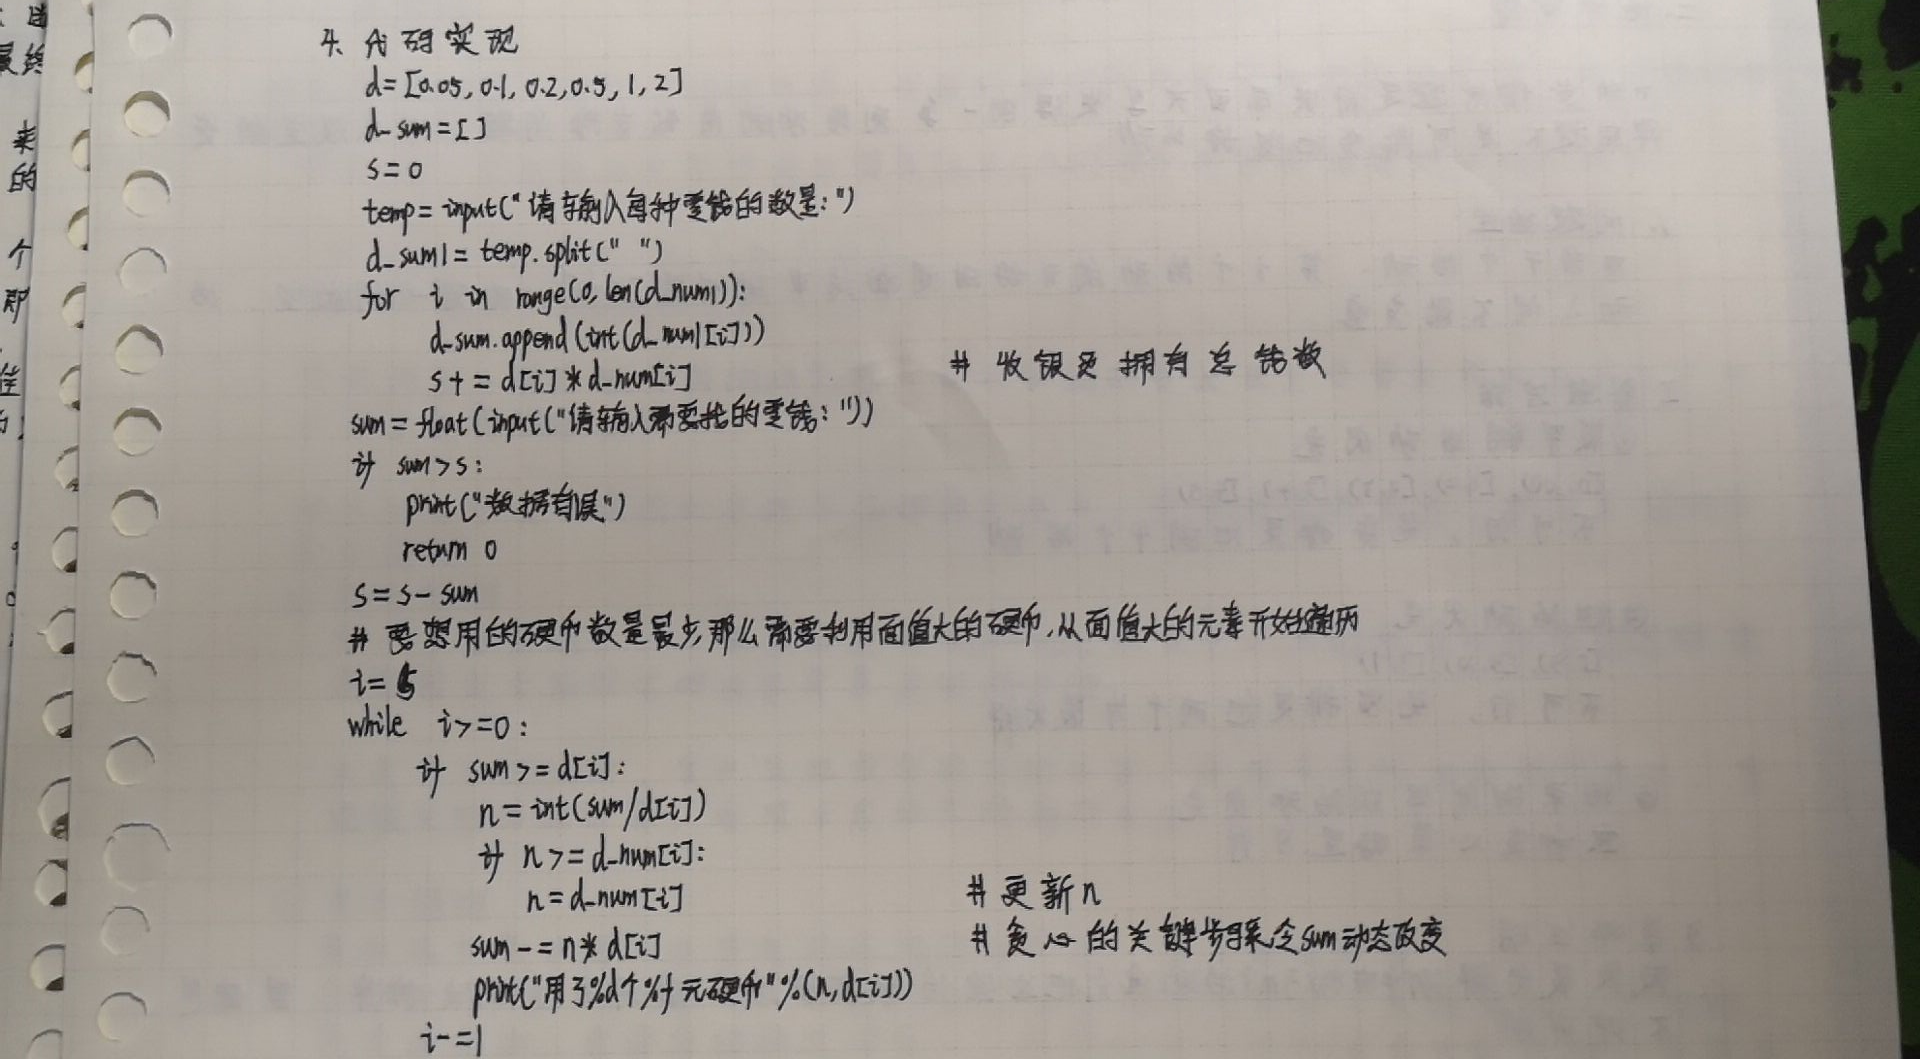 4、代码实现
d=[0.05,0.1,0.2,0.5,1,2]
d_sum=[]
s=0
temp=input("请输入每种零钱的数量:")
d_sum1=temp.split(" ")
for i in range(0,len(d_num1)):
d_sum.append(int(d_num1[i]))
s+=d[i]*d_num[i] # 收银员拥有总钱数
sum=float(input("请输入需要找的零钱:"))
if sum>s:
print("数据有误")
return 0
s=s-sum
# 要想用的硬币数量最少,那么需要利用面值大的硬币,从面值大的元素开始遍历
i=5
while i>=0:
if sum>=d[i]:
n=int(sum/d[i])
if n>=d_num[i]:
n=d_num[i] # 更新n
sum-=n*d[i] # 贪心的关键步骤,令sum动态改变
print("用了%d个%f元硬币"%(n,d[i]))
i-=1
来
的
个
即